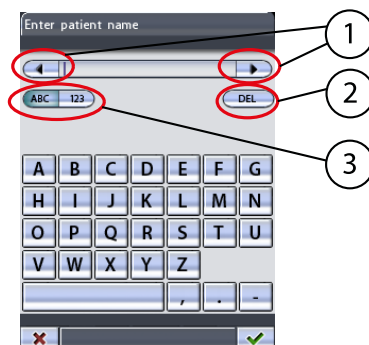 Enter patient name
1
ABC 123 DEL
2
3
A B C D E F G
H I J K L M N
O P Q R S T U
V W X Y Z
, . -